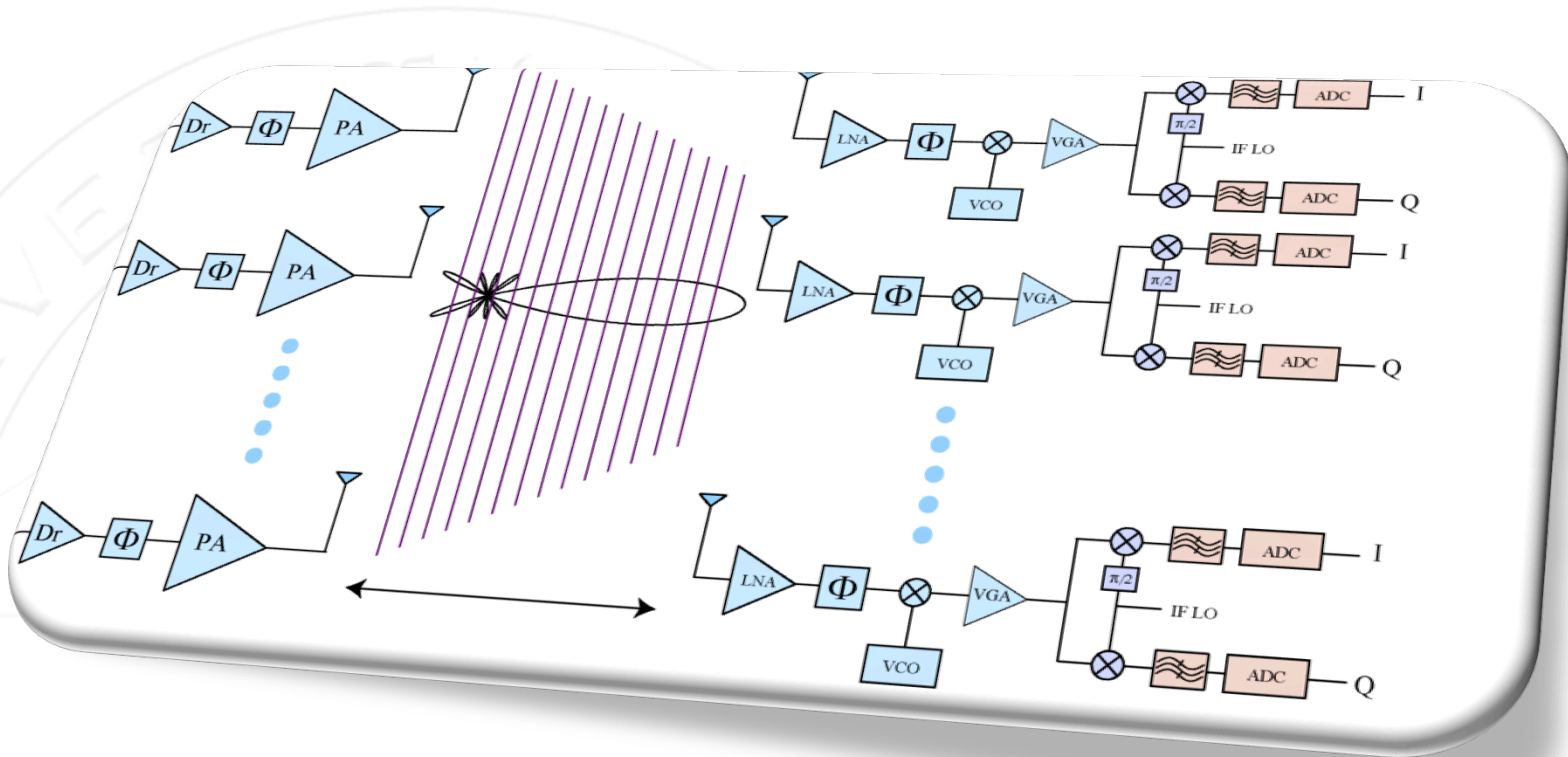 Dr Φ PA
LNA Φ VGA VCO
π/2 IF LO
ADC I
ADC Q
Dr Φ PA
LNA Φ VGA VCO
π/2 IF LO
ADC I
ADC Q
Dr Φ PA
LNA Φ VGA VCO
π/2 IF LO
ADC I
ADC Q